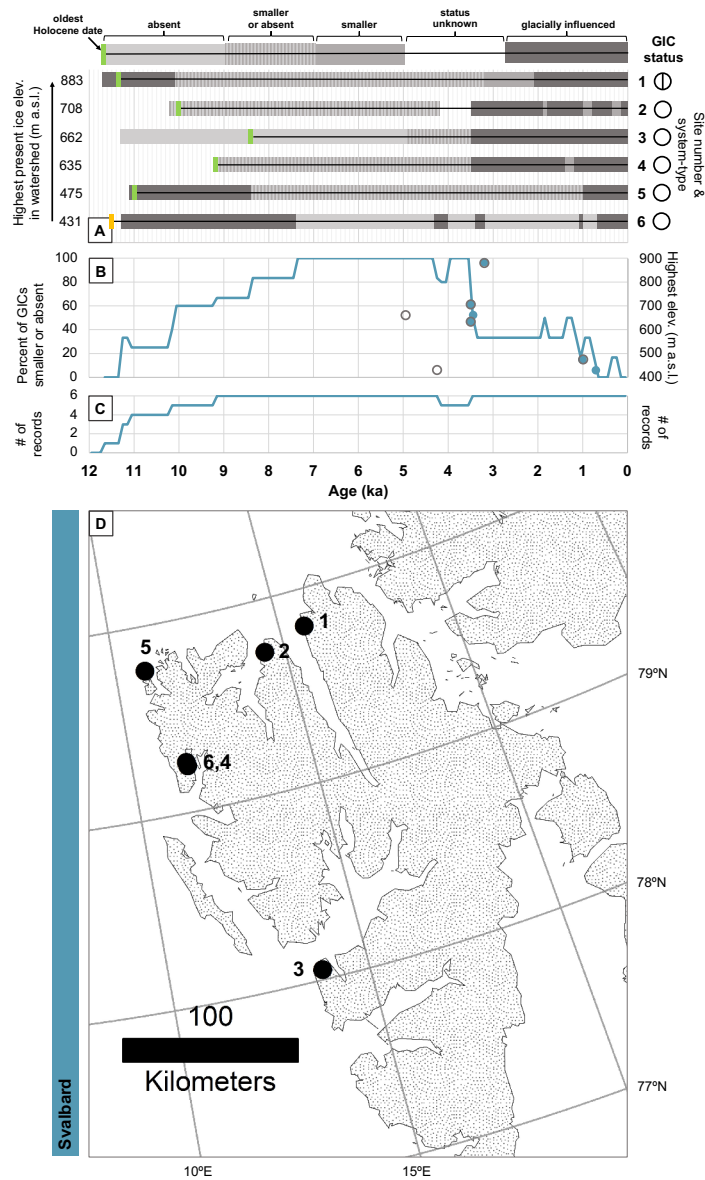 oldest
Holocene date
absent
smaller
or absent
smaller
status
unknown
glacially influenced
GIC
status
Highest present ice elev.
in watershed (m a.s.l.)
883
708
662
635
475
431
1
2
3
4
5
6
Site number &
system-type
A
B
Percent of GICs
smaller or absent
100
80
60
40
20
0
900
800
700
600
500
400
Highest elev. (m a.s.l.)
C
# of
records
6
4
2
0
# of
records
12 11 10 9 8 7 6 5 4 3 2 1 0
Age (ka)
D
1
2
5
6,4
3
79ºN
78ºN
77ºN
100
Kilometers
Svalbard
10ºE
15ºE